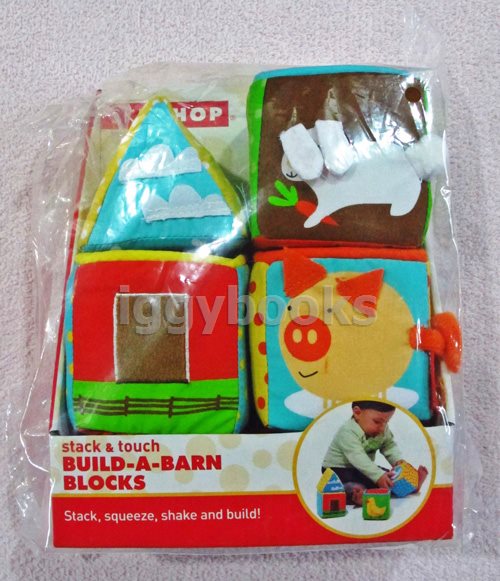 HOP
iggybooks
stack & touch
BUILD-A-BARN
BLOCKS
Stack, squeeze, shake and build!